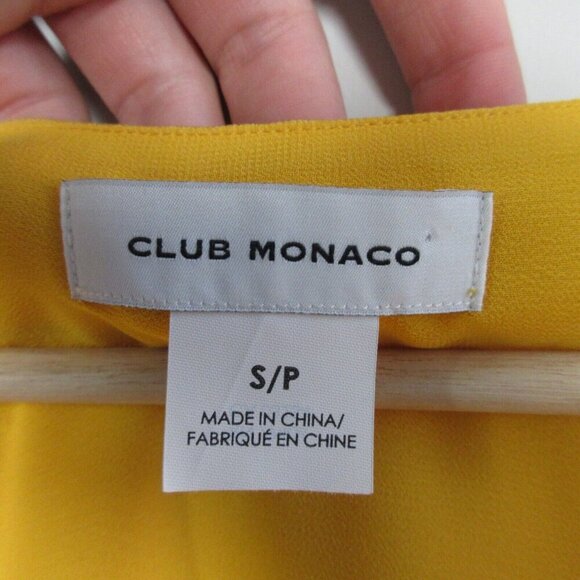 CLUB MONACO
S/P
MADE IN CHINA/
FABRIQUÉ EN CHINE